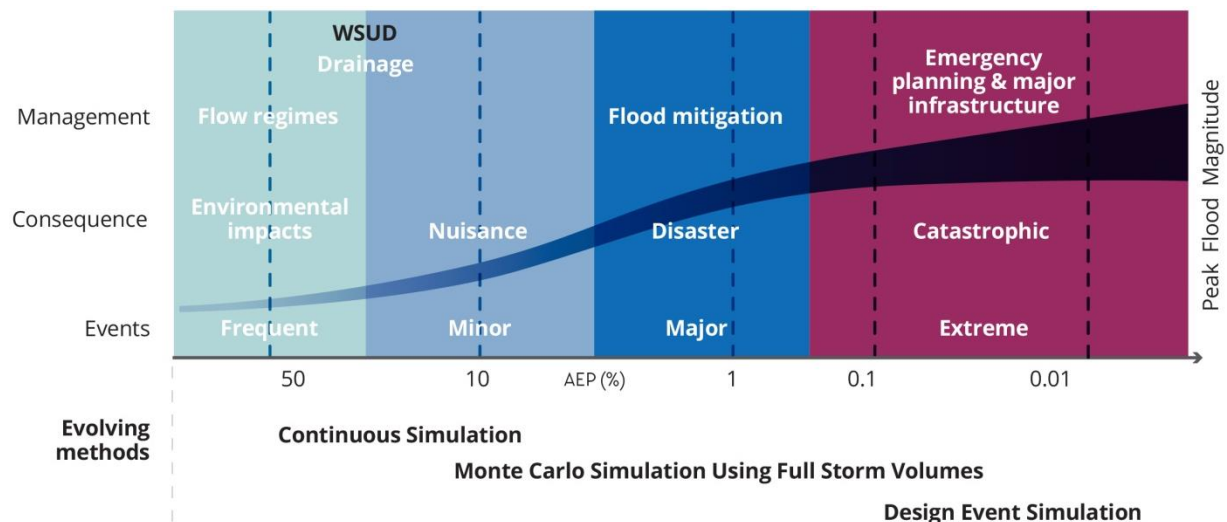 WSUD
Drainage
Emergency
planning & major
infrastructure
Management
Flow regimes
Flood mitigation
Peak Flood Magnitude
Consequence
Environmental
impacts
Nuisance
Disaster
Catastrophic
Events
Frequent
Minor
Major
Extreme
50
10
AEP (%)
1
0.1
0.01
Evolving
methods
Continuous Simulation
Monte Carlo Simulation Using Full Storm Volumes
Design Event Simulation